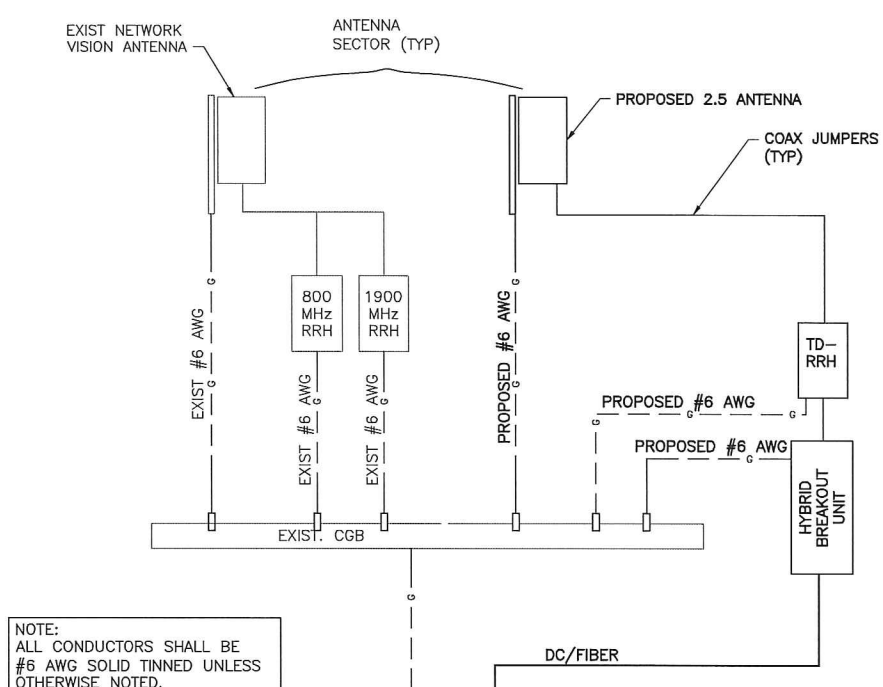 EXIST NETWORK
VISION ANTENNA
ANTENNA
SECTOR (TYP)
PROPOSED 2.5 ANTENNA
COAX JUMPERS
(TYP)
G
EXIST #6 AWG
G
800
MHz
RRH
1900
MHz
RRH
G
EXIST #6 AWG
G
EXIST #6 AWG
G
PROPOSED #6 AWG
G
TD-
RRH
PROPOSED #6 AWG
G
G
G
PROPOSED #6 AWG
G
HYBRID
BREAKOUT
UNIT
EXIST. CGB
G
NOTE:
ALL CONDUCTORS SHALL BE
#6 AWG SOLID TINNED UNLESS
OTHERWISE NOTED.
DC/FIBER